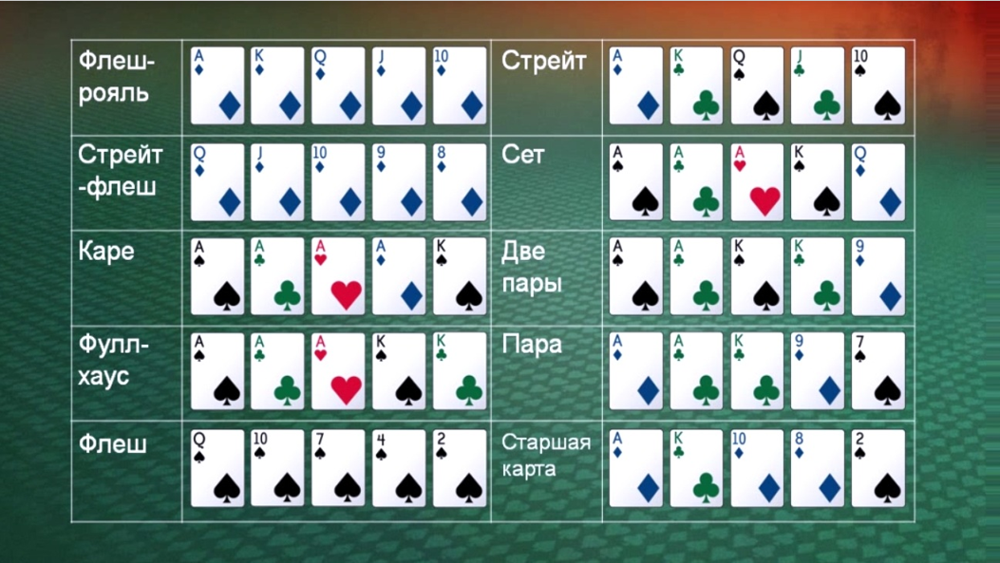 Флеш-
рояль
A K Q J 10
Стрейт
A K Q J 10
Стрейт
-флеш
Q J 10 9 8
Сет
A A A K Q
Каре
A A A A K
Две
пары
A A K K 9
Фулл-
хаус
A A A K K
Пара
A A K 9 7
Флеш
Q 10 7 4 2
Старшая
карта
A K 10 8 2